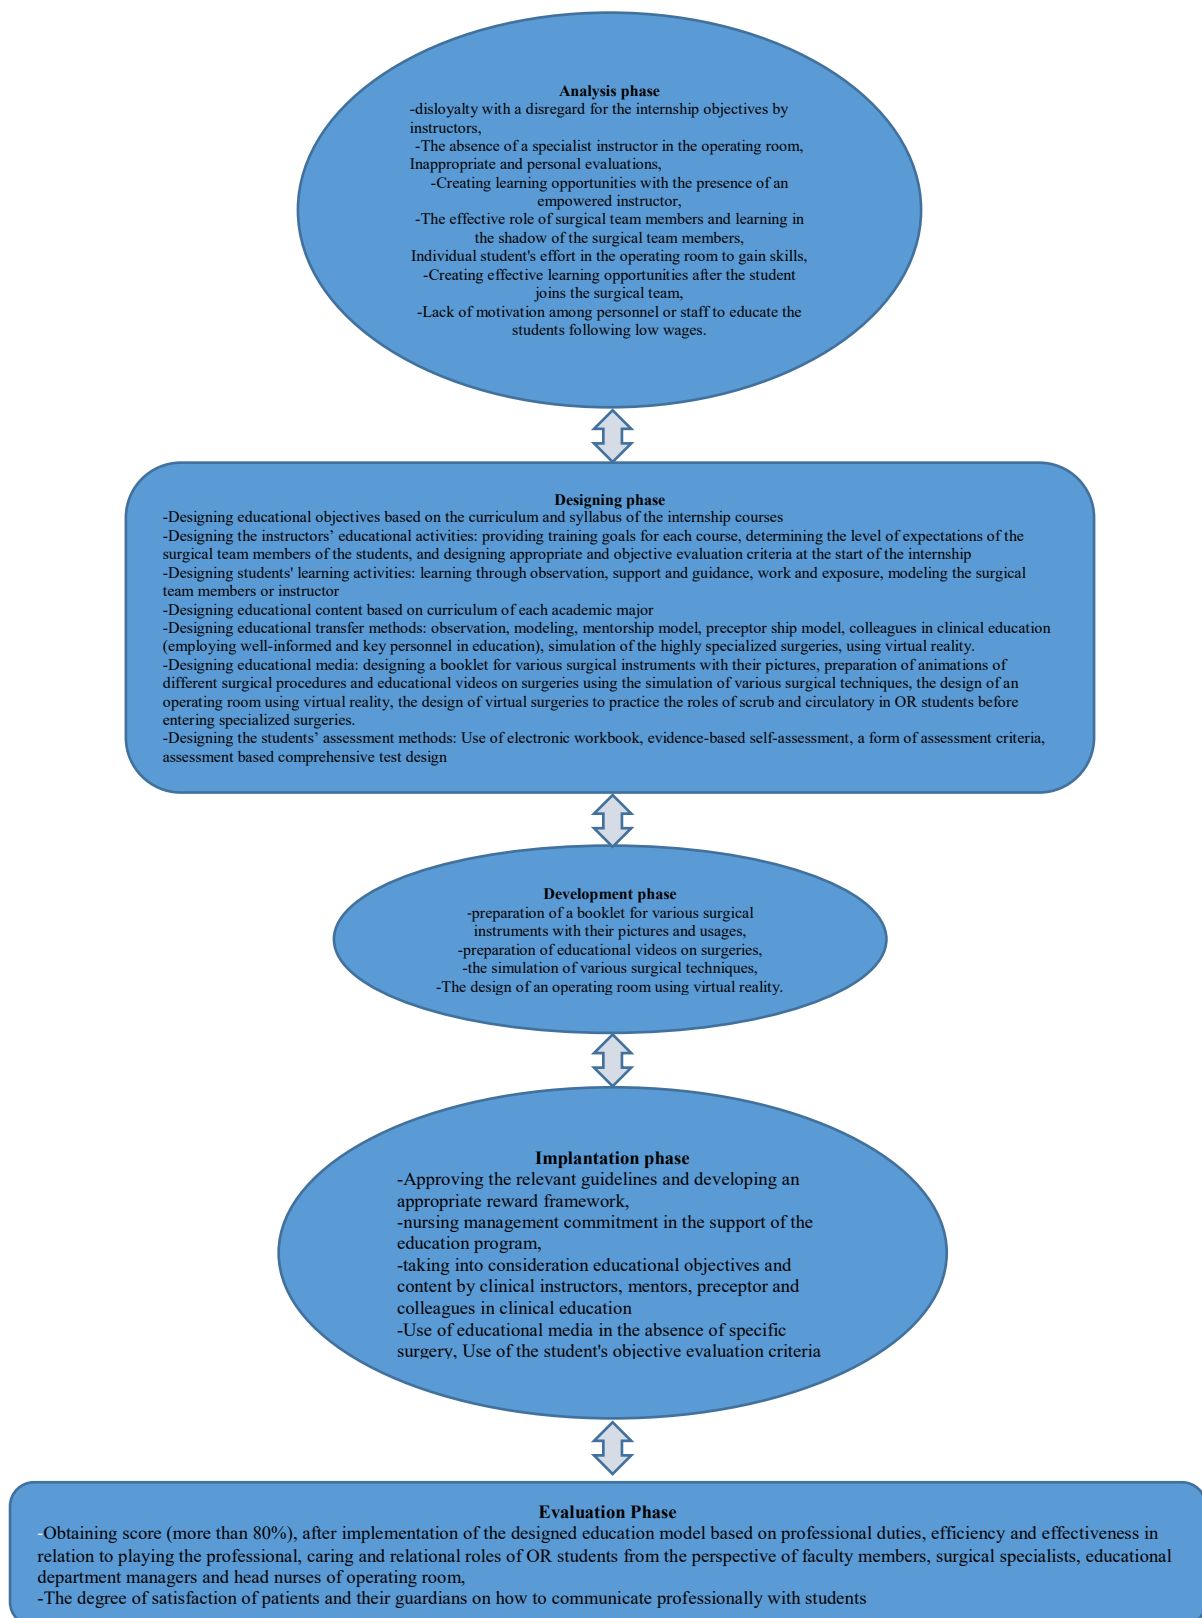 Analysis phase
-disloyalty with a disregard for the internship objectives by
instructors,
-The absence of a specialist instructor in the operating room,
Inappropriate and personal evaluations,
-Creating learning opportunities with the presence of an
empowered instructor,
-The effective role of surgical team members and learning in
the shadow of the surgical team members,
Individual student's effort in the operating room to gain skills,
-Creating effective learning opportunities after the student
joins the surgical team,
-Lack of motivation among personnel or staff to educate the
students following low wages.
Designing phase
-Designing educational objectives based on the curriculum and syllabus of the internship courses
-Designing the instructors’ educational activities: providing training goals for each course, determining the level of expectations of the
surgical team members of the students, and designing appropriate and objective evaluation criteria at the start of the internship
-Designing students' learning activities: learning through observation, support and guidance, work and exposure, modeling the surgical
team members or instructor
-Designing educational content based on curriculum of each academic major
-Designing educational transfer methods: observation, modeling, mentorship model, preceptor ship model, colleagues in clinical education
(employing well-informed and key personnel in education), simulation of the highly specialized surgeries, using virtual reality.
-Designing educational media: designing a booklet for various surgical instruments with their pictures, preparation of animations of
different surgical procedures and educational videos on surgeries using the simulation of various surgical techniques, the design of an
operating room using virtual reality, the design of virtual surgeries to practice the roles of scrub and circulatory in OR students before
entering specialized surgeries.
-Designing the students’ assessment methods: Use of electronic workbook, evidence-based self-assessment, a form of assessment criteria,
assessment based comprehensive test design
Development phase
-preparation of a booklet for various surgical
instruments with their pictures and usages,
-preparation of educational videos on surgeries,
-the simulation of various surgical techniques,
-The design of an operating room using virtual reality.
Implantation phase
-Approving the relevant guidelines and developing an
appropriate reward framework,
-nursing management commitment in the support of the
education program,
-taking into consideration educational objectives and
content by clinical instructors, mentors, preceptor and
colleagues in clinical education
-Use of educational media in the absence of specific
surgery, Use of the student's objective evaluation criteria
Evaluation Phase
-Obtaining score (more than 80%), after implementation of the designed education model based on professional duties, efficiency and effectiveness in
relation to playing the professional, caring and relational roles of OR students from the perspective of faculty members, surgical specialists, educational
department managers and head nurses of operating room,
-The degree of satisfaction of patients and their guardians on how to communicate professionally with students